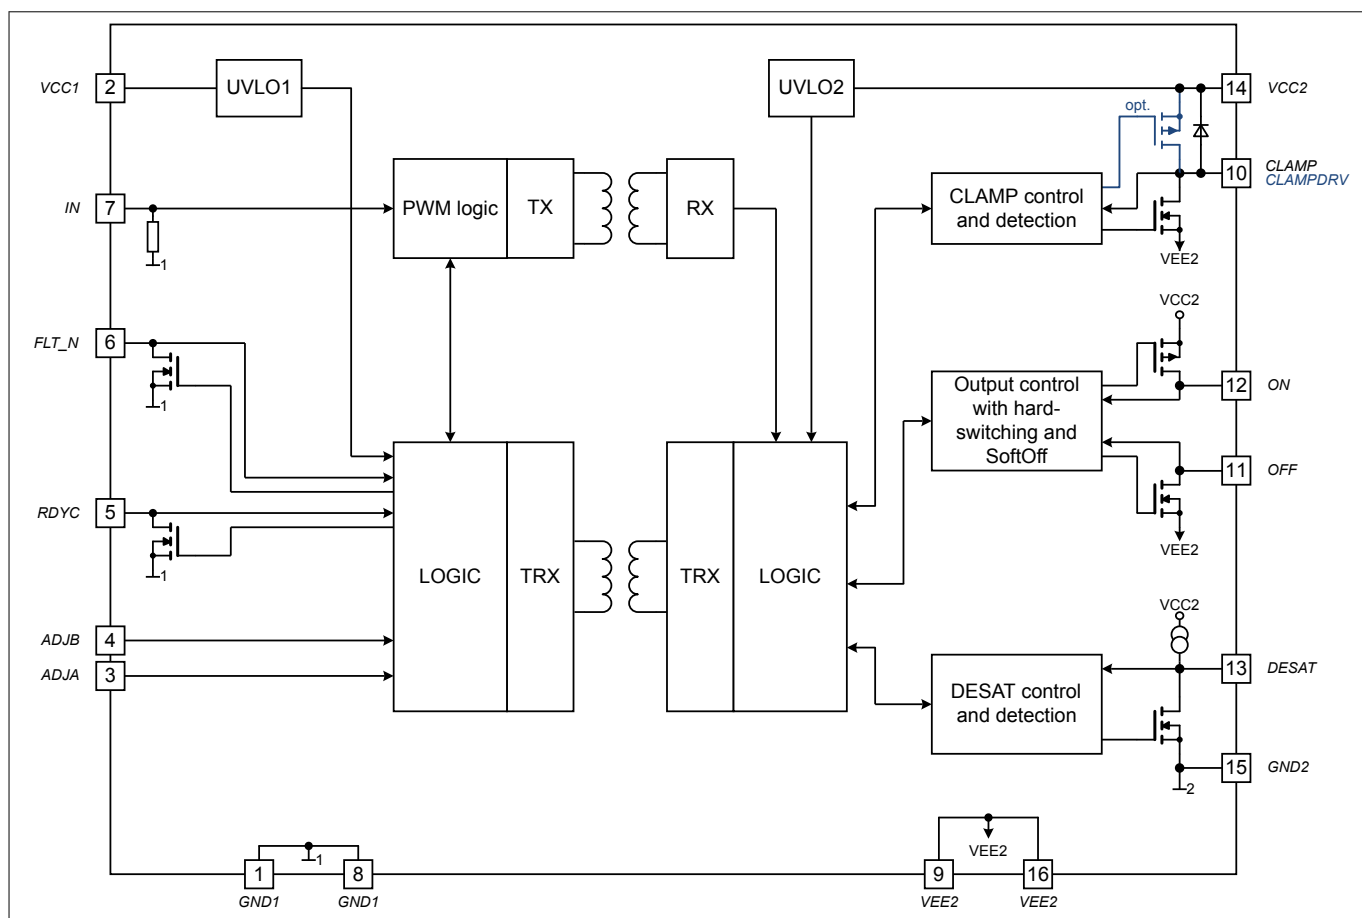 VCC1
2
UVLO1
UVLO2
14
VCC2
opt.
IN
7
1
PWM logic
TX
RX
CLAMP control
and detection
10
CLAMP
CLAMPDRV
VEE2
FLT_N
6
1
VCC2
Output control
with hard-
switching and
SoftOff
12
ON
11
OFF
VEE2
RDYC
5
1
LOGIC
TRX
TRX
LOGIC
ADJB
4
ADJA
3
VCC2
DESAT control
and detection
13
DESAT
15
GND2
2
1
1
GND1
8
GND1
VEE2
9
VEE2
16
VEE2